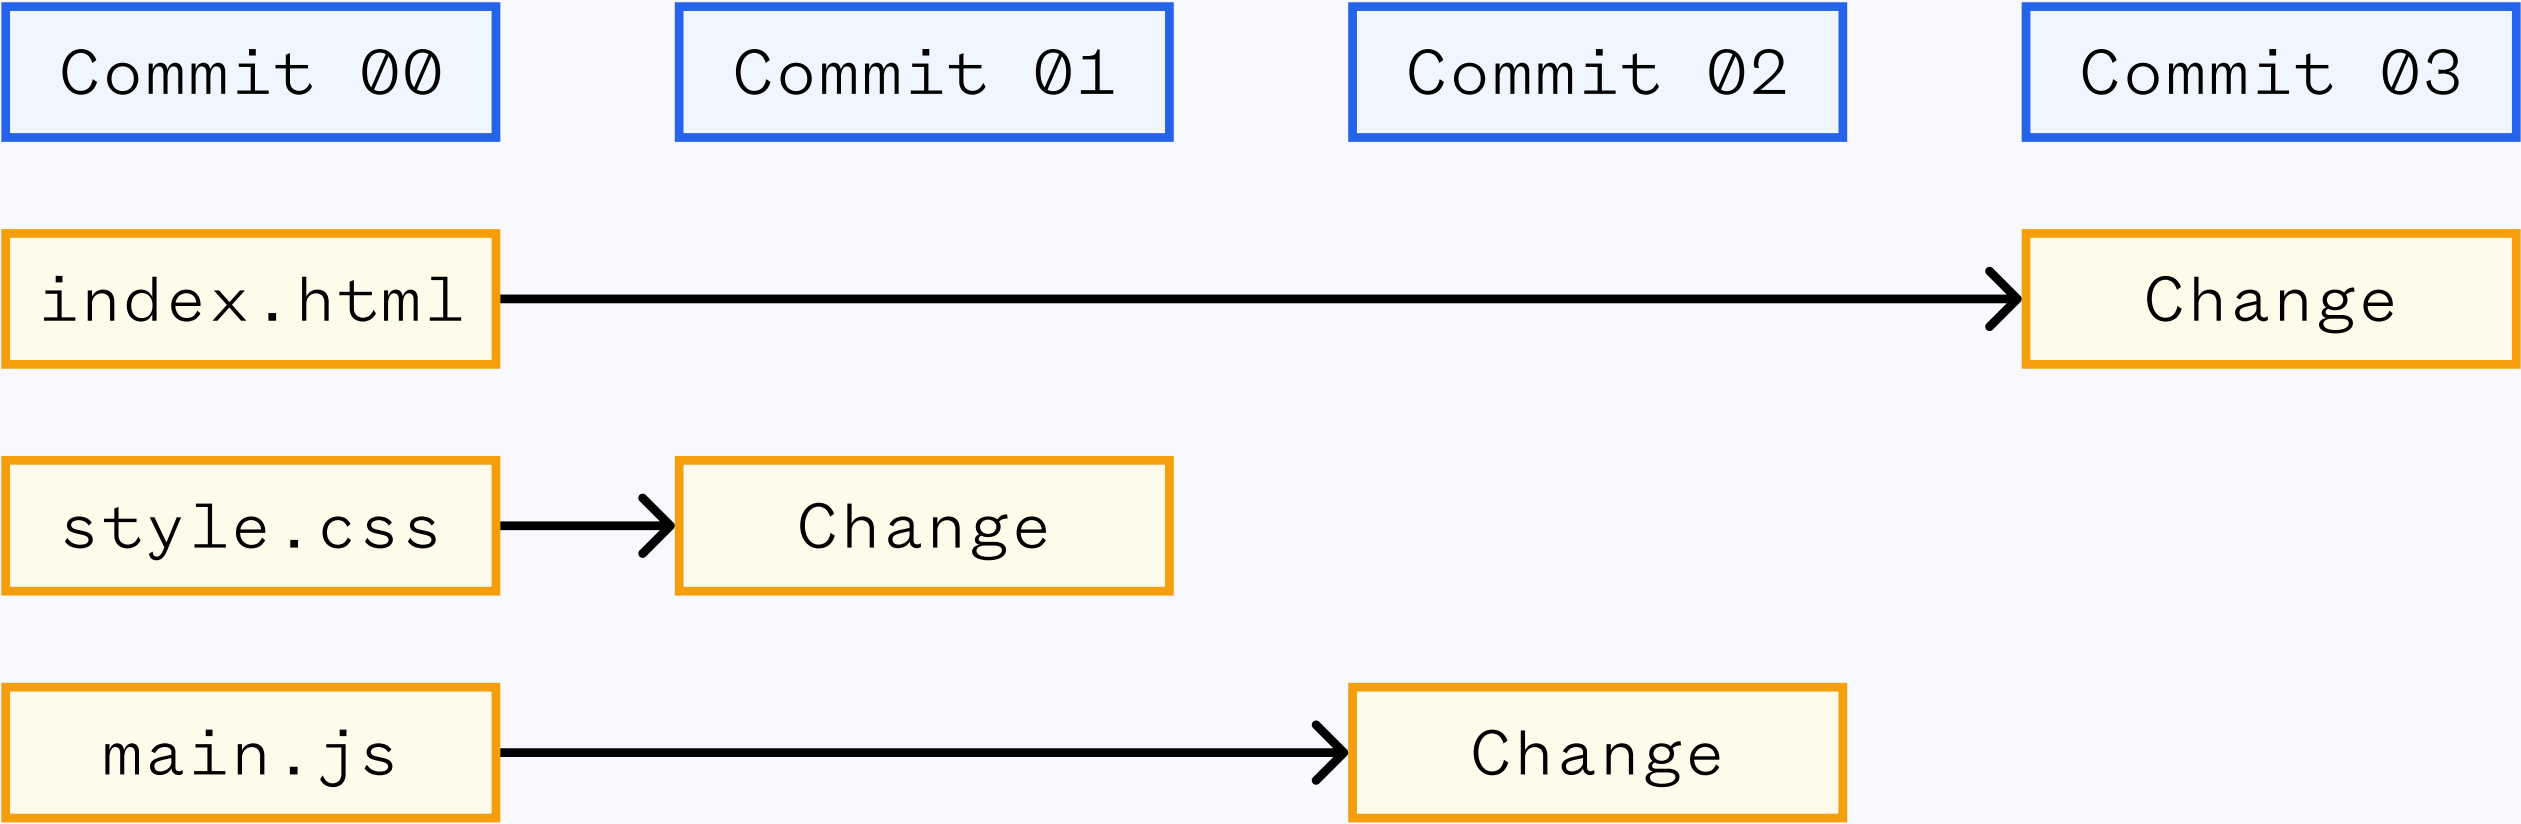 Commit 00 Commit 01 Commit 02 Commit 03
index.html Change
style.css Change
main.js Change